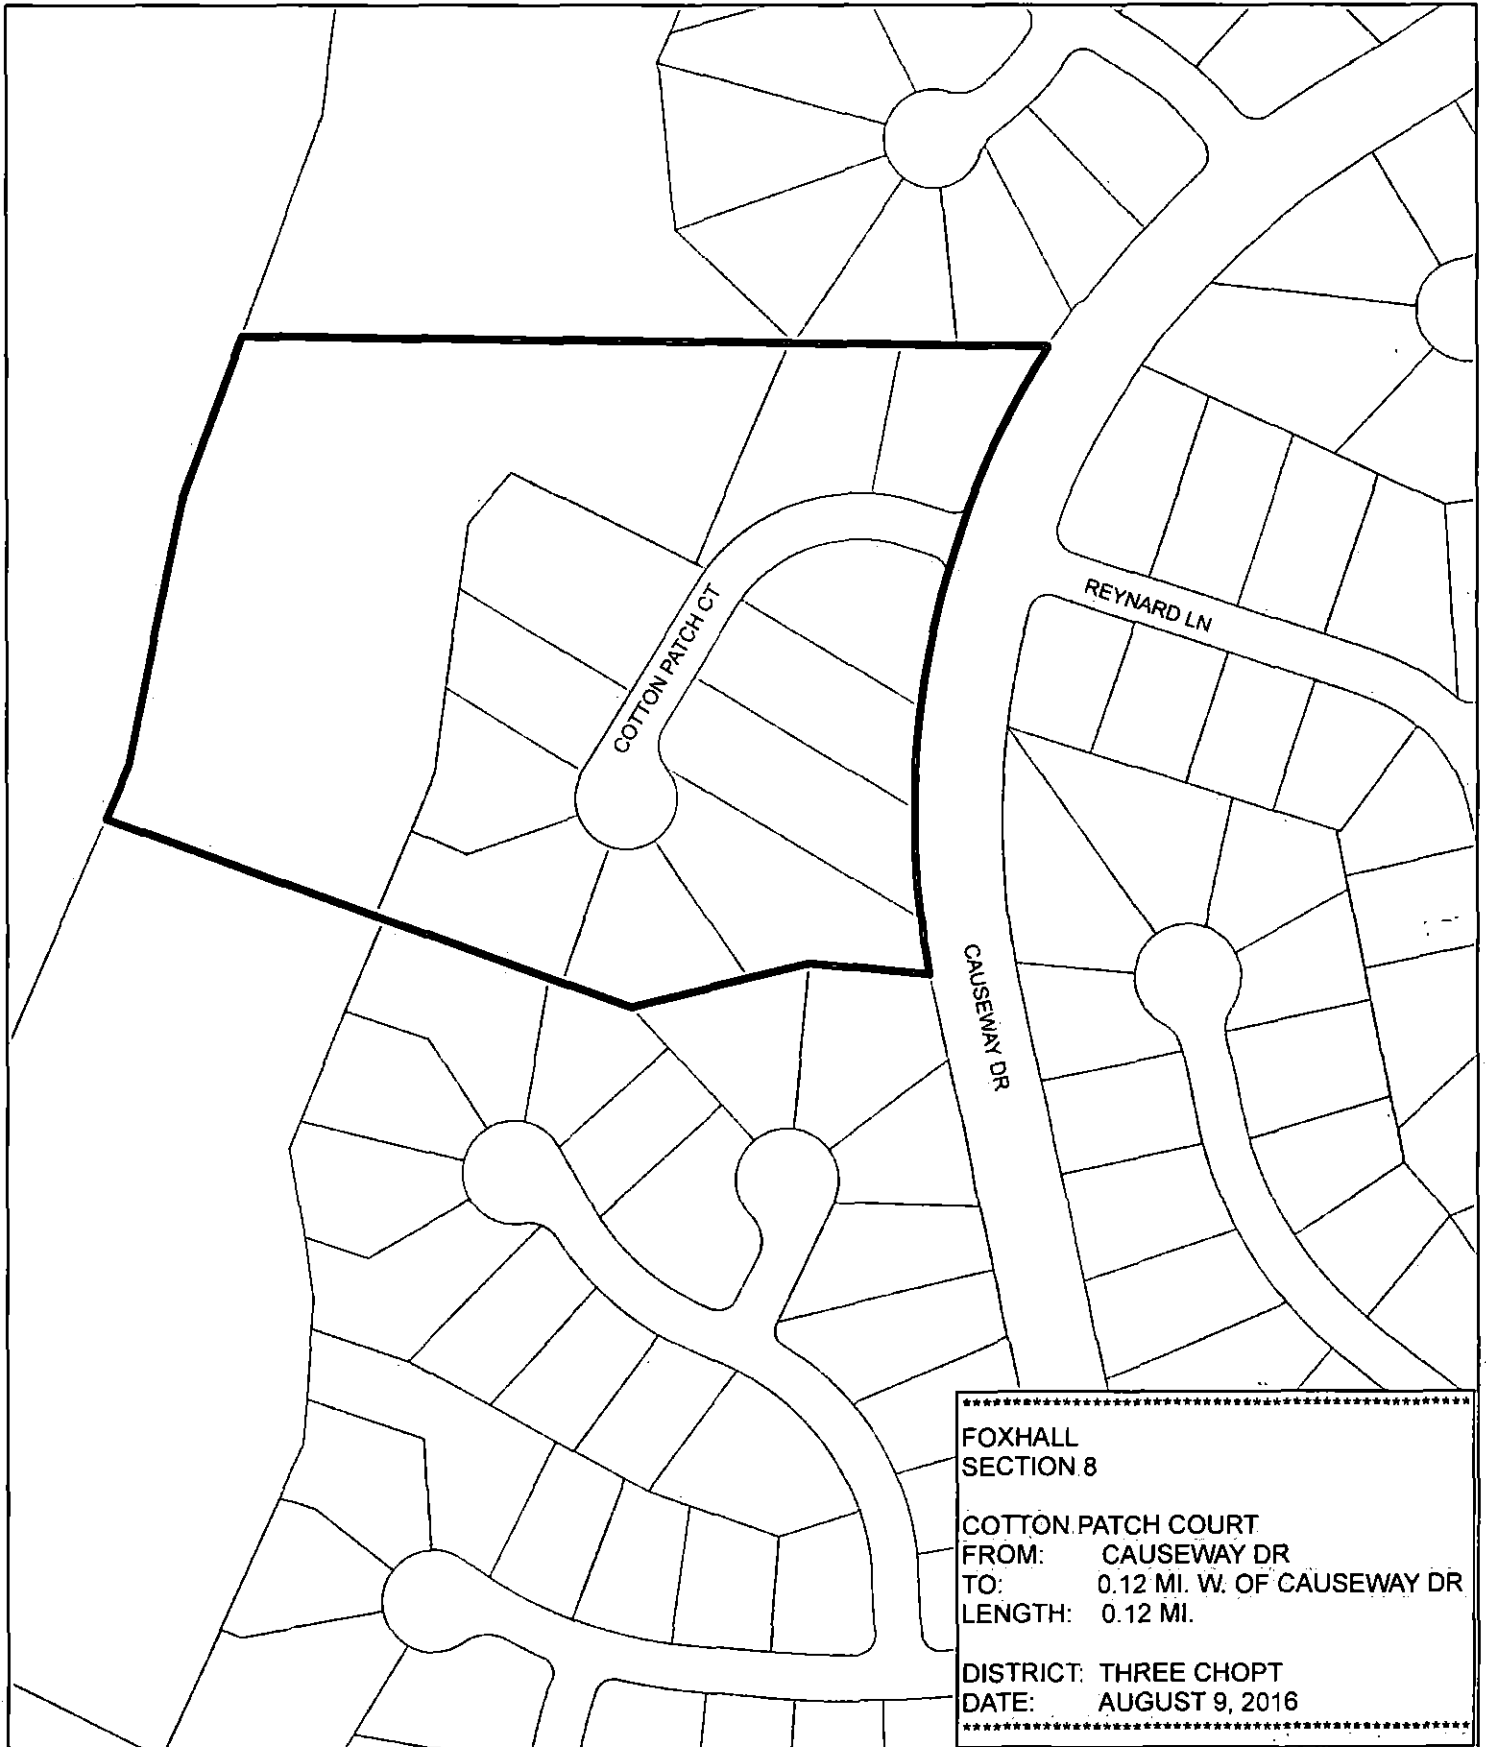 COTTON PATCH CT
REYNARD LN
CAUSEWAY DR
************************************************************
FOXHALL
SECTION 8
COTTON PATCH COURT
FROM: CAUSEWAY DR
TO: 0.12 MI. W. OF CAUSEWAY DR
LENGTH: 0.12 MI.
DISTRICT: THREE CHOPT
DATE: AUGUST 9, 2016
************************************************************